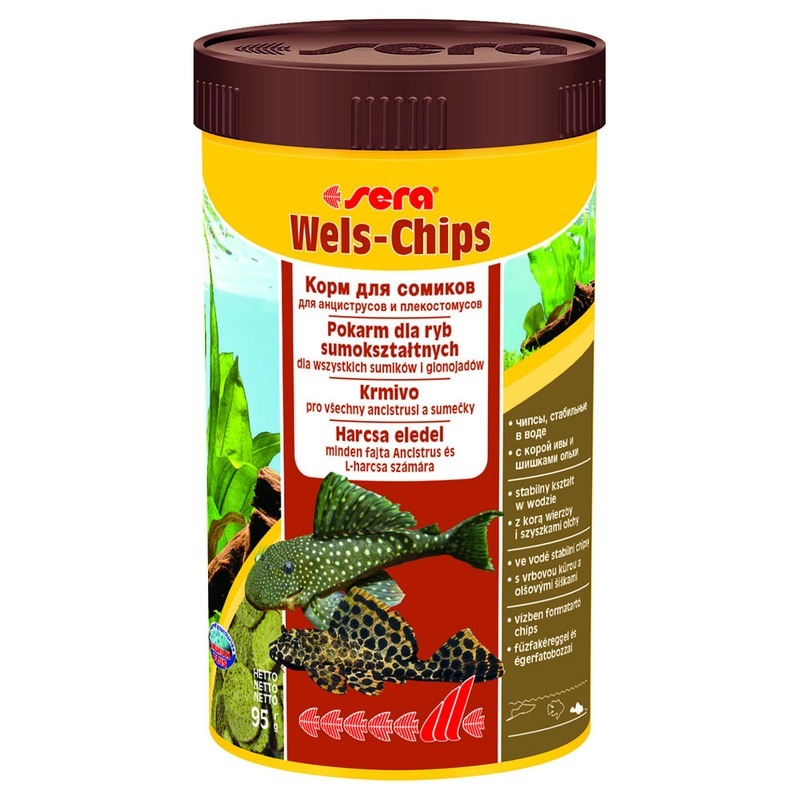 sera
sera®
Wels-Chips
Корм для сомиков
для анциструсов и плекостомусов
Pokarm dla ryb
sumokształtnych
dla wszystkich sumików i glonojadów
Krmivo
pro všechny ancistrusi a sumečky
Harcsa eledel
minden fajta Ancistrus és
L-harcsa számára
• чипсы, стабильные
в воде
• с корой ивы и
шишками ольхи
• stabilny kształt
w wodzie
• z korą wierzby
i szyszkami olchy
• ve vodě stabilní chipsy
• s vrbovou kůrou a
olšovými šiškami
• vízben formatartó
chips
• fűzfakéreggel és
égerfatobozzal
НЕТТО
NETTO
NETTÓ
95 г
g